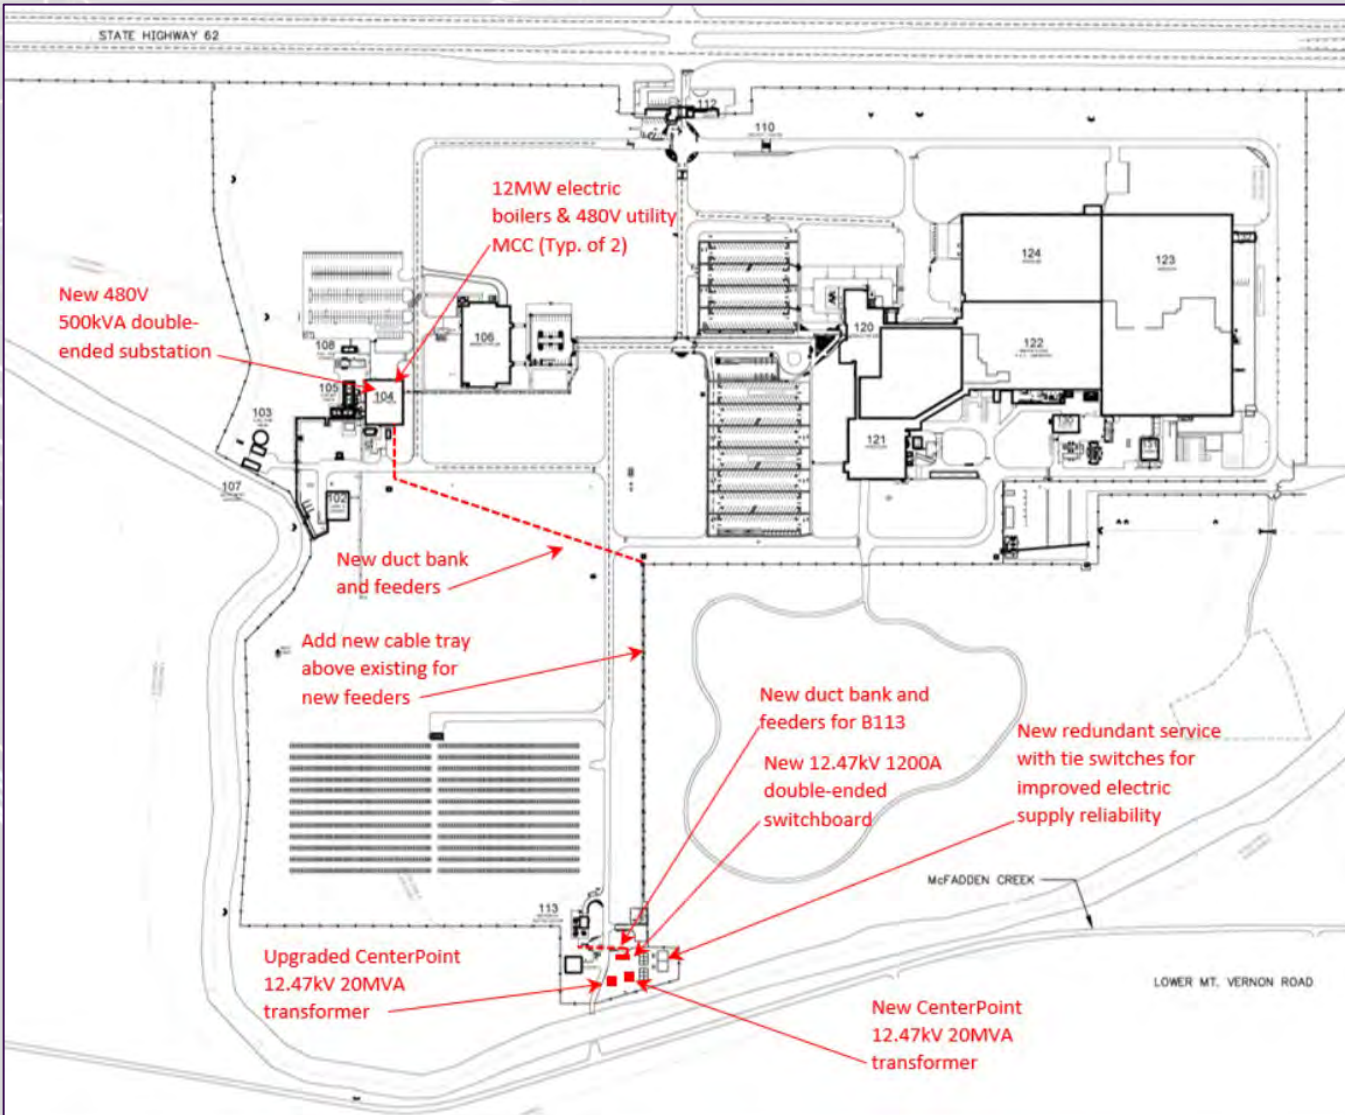 STATE HIGHWAY 62
112
110
12MW electric
boilers & 480V utility
MCC (Typ. of 2)
124
123
New 480V
500kVA double-
ended substation
108
106
120
122
105
104
103
130
131
121
107
102
New duct bank
and feeders
Add new cable tray
above existing for
new feeders
New duct bank and
feeders for B113
New 12.47kV 1200A
double-ended
switchboard
New redundant service
with tie switches for
improved electric
supply reliability
McFADDEN CREEK
113
Upgraded CenterPoint
12.47kV 20MVA
transformer
LOWER MT. VERNON ROAD
New CenterPoint
12.47kV 20MVA
transformer